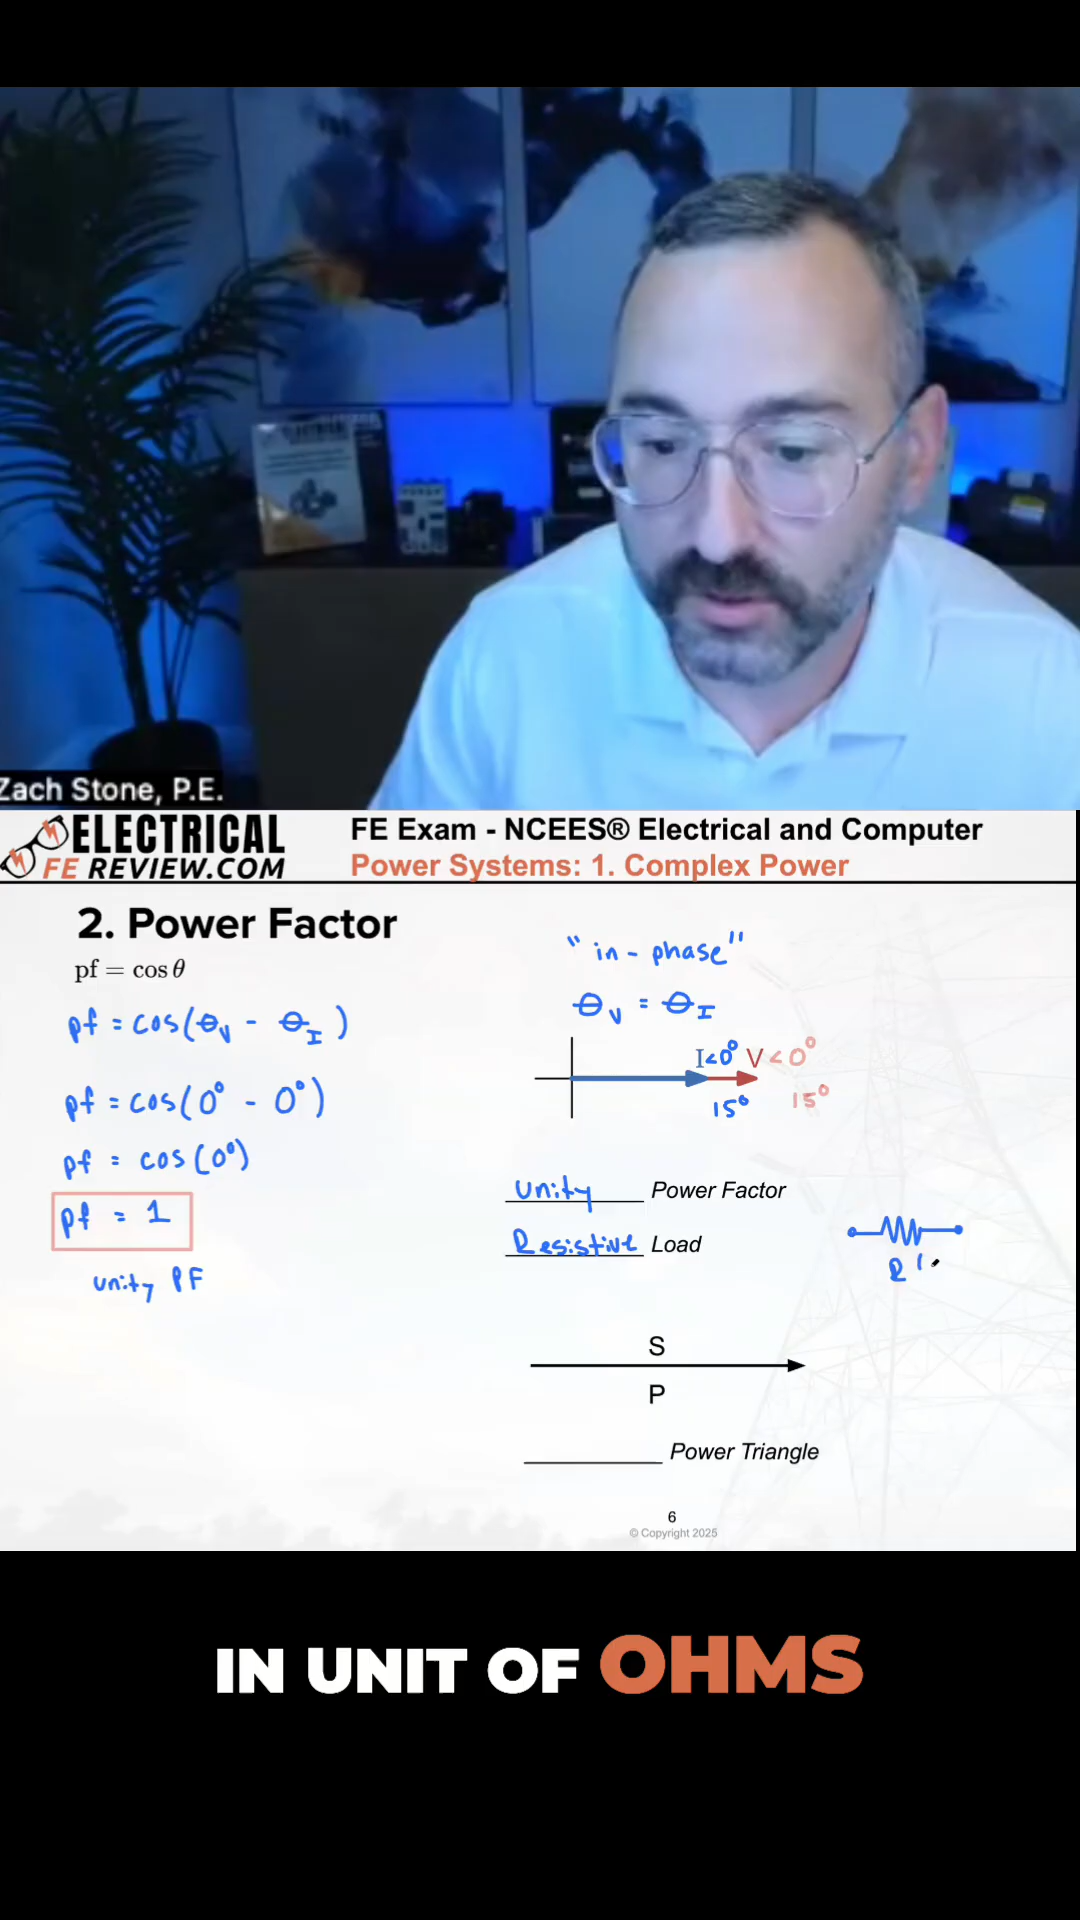 Zach Stone, P.E.
ELECTRICAL
FE REVIEW.COM
FE Exam - NCEES® Electrical and Computer
Power Systems: 1. Complex Power
2. Power Factor
pf = cos θ
pf = cos(θv - θI)
pf = cos(0° - 0°)
pf = cos(0°)
pf = 1
unity PF
"in-phase"
θv = θI
I<0° V<0°
15° 15°
unity Power Factor
Resistive Load
R
S
P
Power Triangle
6
© Copyright 2025
IN UNIT OF OHMS